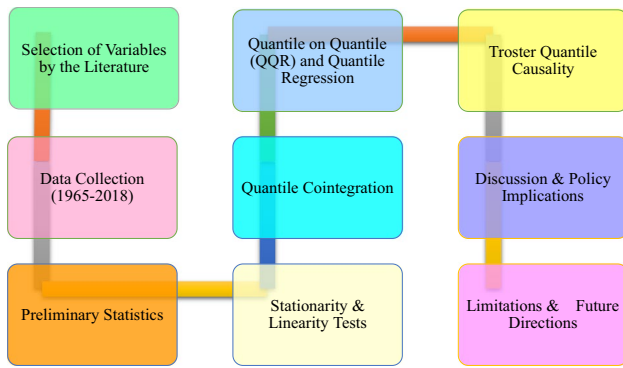 Selection of Variables
by the Literature
Data Collection
(1965-2018)
Preliminary Statistics
Stationarity &
Linearity Tests
Quantile Cointegration
Quantile on Quantile
(QQR) and Quantile
Regression
Troster Quantile
Causality
Discussion & Policy
Implications
Limitations & Future
Directions